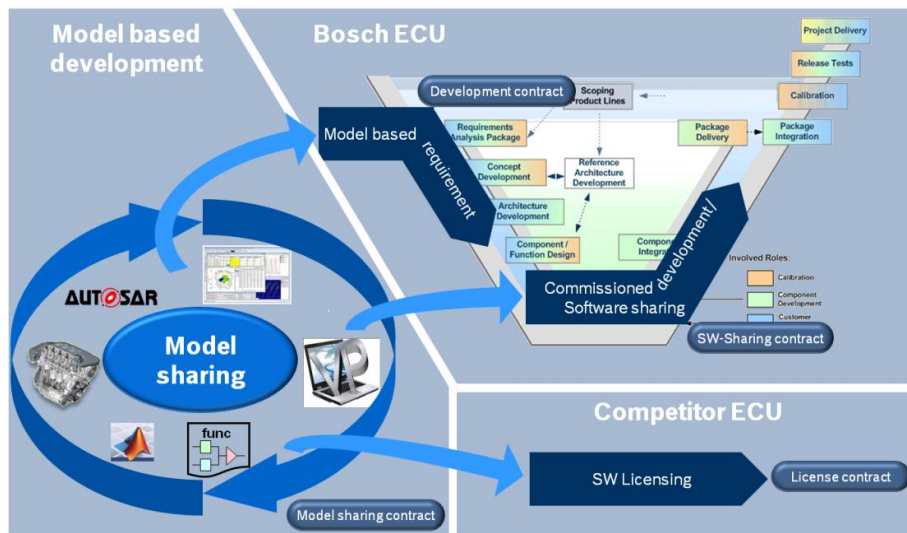 Model based
development
Bosch ECU
Project Delivery
Release Tests
Calibration
Development contract
Scoping
Product Lines
Model based
requirement
Requirements
Analysis Package
Package
Delivery
Package
Integration
Concept
Development
Reference
Architecture
Development
Architecture
Development
Component /
Function Design
Component
Integra
Commissioned
development/
Software sharing
Involved Roles:
Calibration
Component
Development
Customer
SW-Sharing contract
AUTOSAR
Model
sharing
VP
func
Model sharing contract
Competitor ECU
SW Licensing
License contract